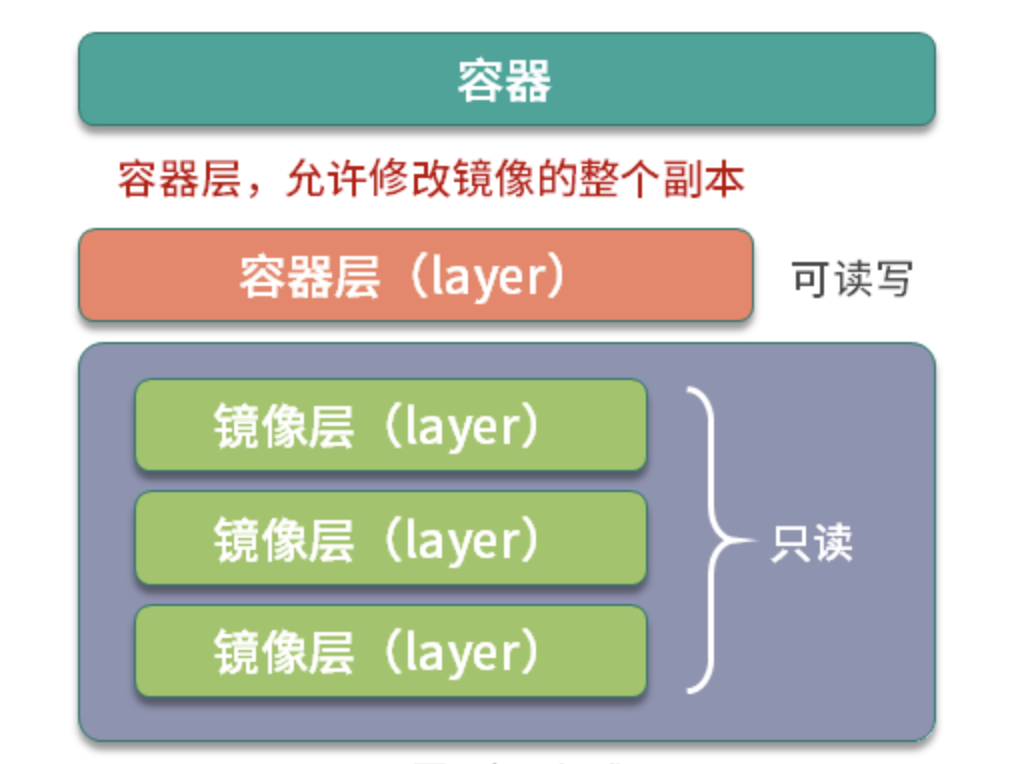 容器
容器层，允许修改镜像的整个副本
容器层（layer） 可读写
镜像层（layer）
镜像层（layer）
只读
镜像层（layer）